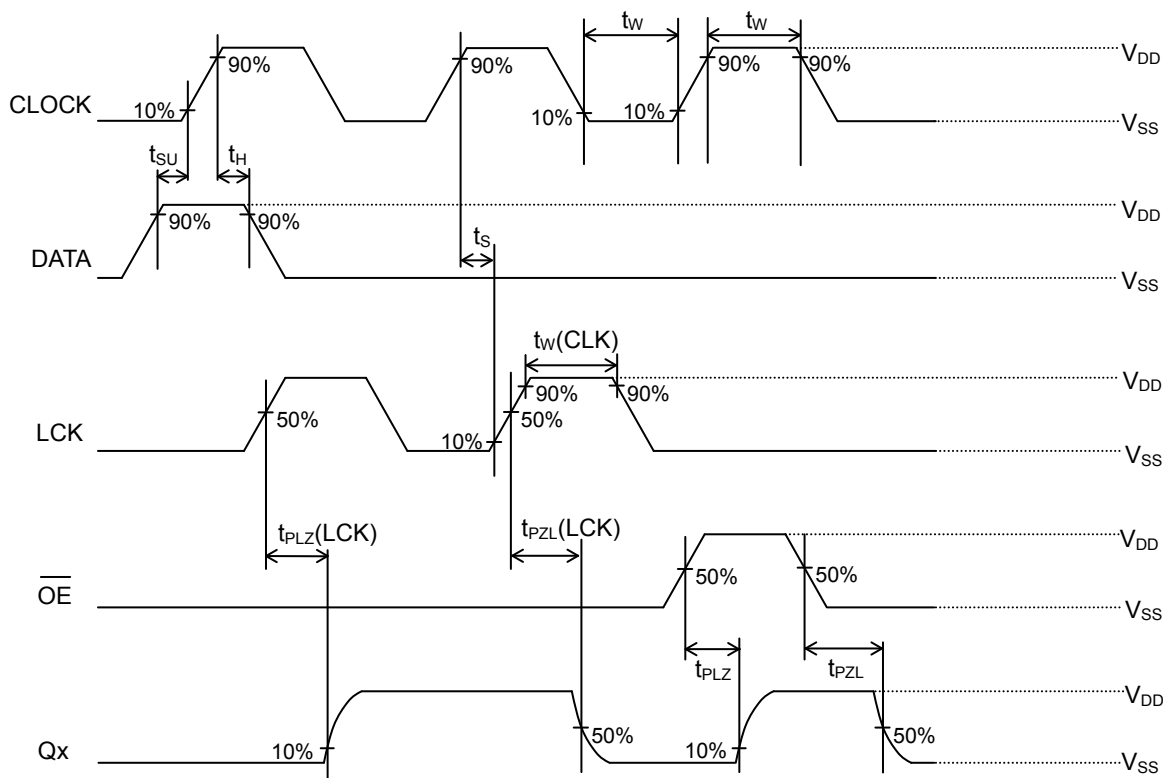 tW tW
VDD
90% 90% 90% 90%
CLOCK
10% 10% 10%
VSS
tSU tH
VDD
90% 90%
tS
DATA
VSS
tW(CLK)
VDD
90% 90%
50% 50%
LCK
10%
VSS
tPLZ(LCK) tPZL(LCK)
VDD
50% 50%
OE
VSS
tPLZ tPZL
VDD
50% 50%
Qx
10% 10%
VSS